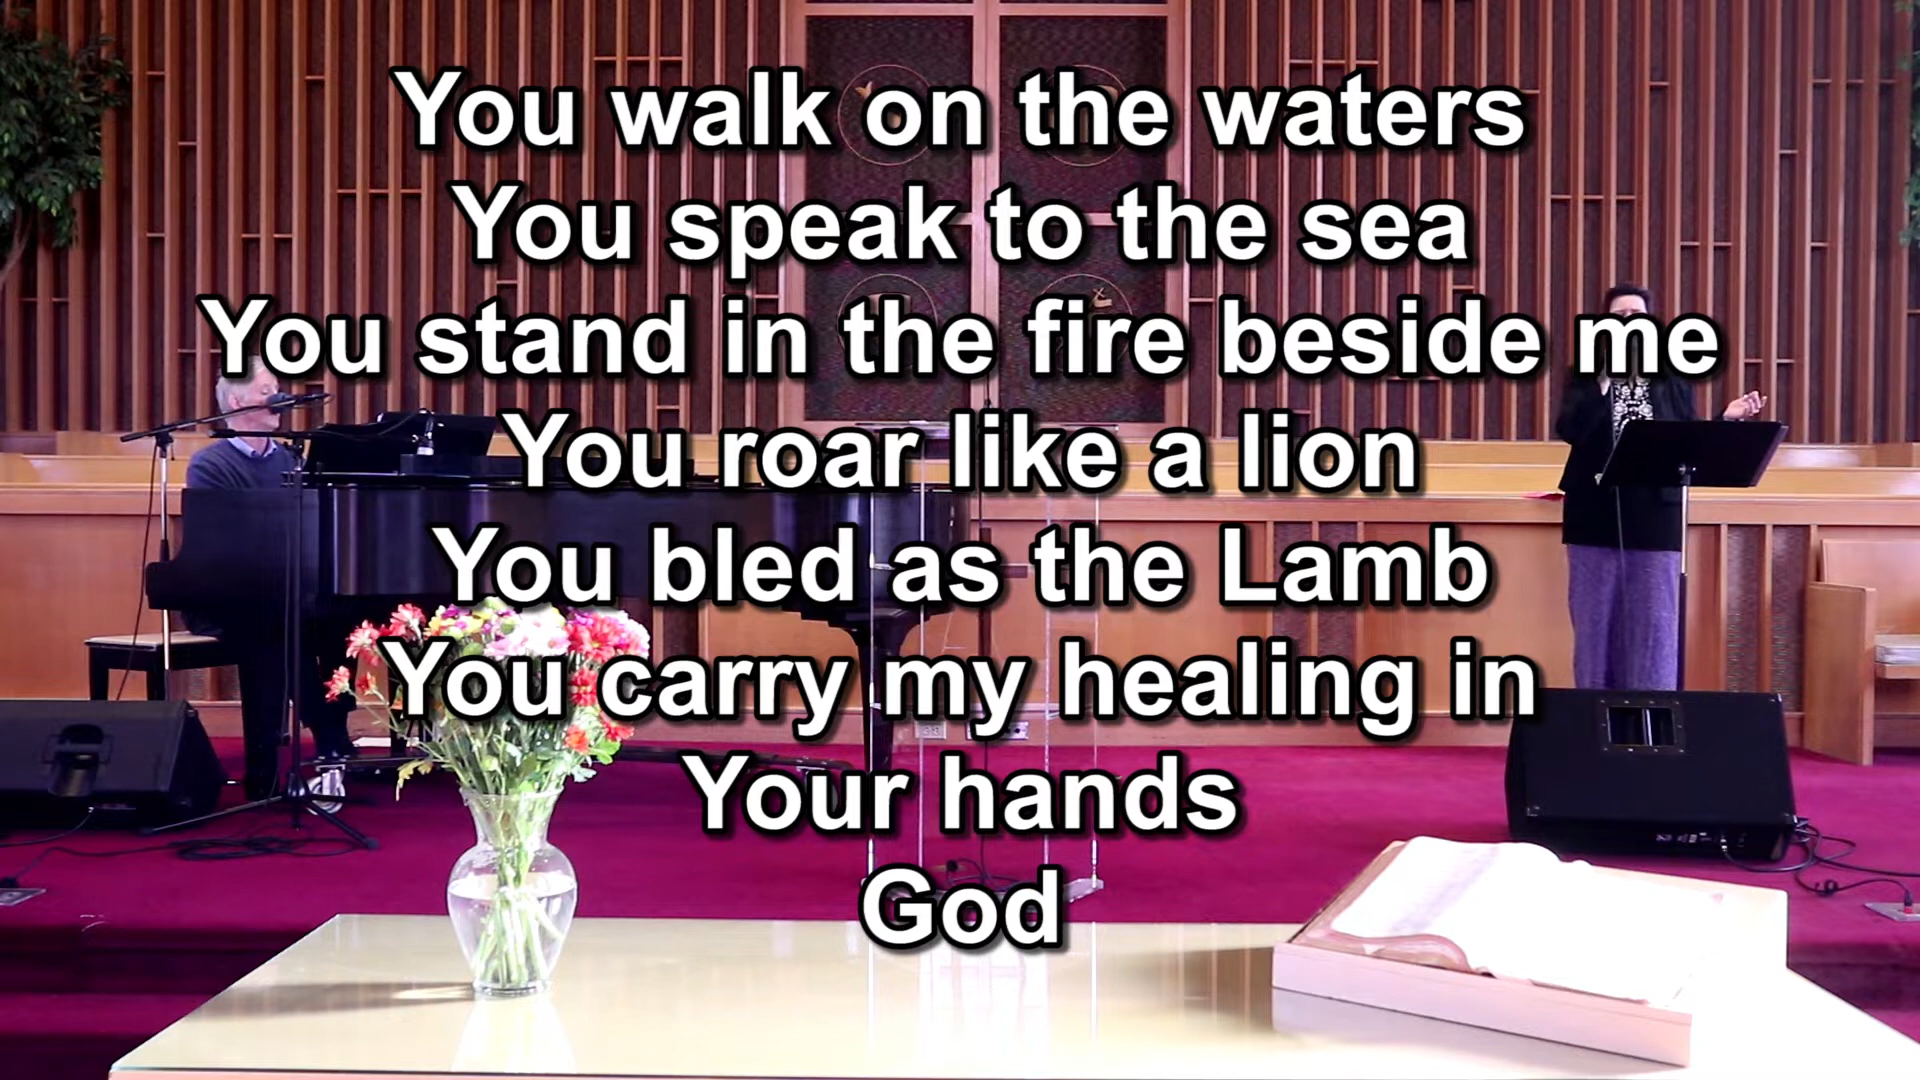 You walk on the waters
You speak to the sea
You stand in the fire beside me
You roar like a lion
You bled as the Lamb
You carry my healing in
Your hands
God